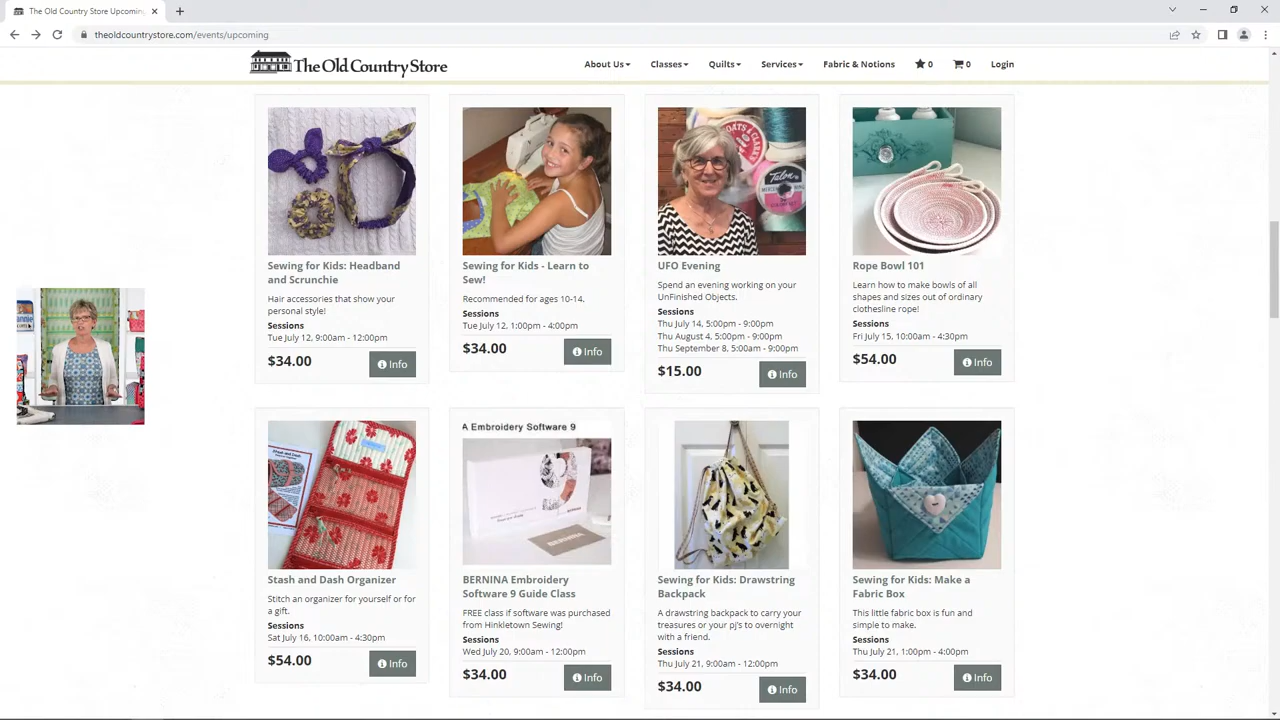 The Old Country Store Upcoming
theoldcountrystore.com/events/upcoming
The Old Country Store
About Us
Classes
Quilts
Services
Fabric & Notions
0
0
Login
Sewing for Kids: Headband
and Scrunchie
Hair accessories that show your
personal style!
Sessions
Tue July 12, 9:00am - 12:00pm
$34.00
Info
Sewing for Kids - Learn to
Sew!
Recommended for ages 10-14.
Sessions
Tue July 12, 1:00pm - 4:00pm
$34.00
Info
COATS & CLARK'S
Talon
UFO Evening
Spend an evening working on your
UnFinished Objects.
Sessions
Thu July 14, 5:00pm - 9:00pm
Thu August 4, 5:00pm - 9:00pm
Thu September 8, 5:00am - 9:00pm
$15.00
Info
Rope Bowl 101
Learn how to make bowls of all
shapes and sizes out of ordinary
clothesline rope!
Sessions
Fri July 15, 10:00am - 4:30pm
$54.00
Info
Stash and Dash
Stash and Dash Organizer
Stitch an organizer for yourself or for
a gift.
Sessions
Sat July 16, 10:00am - 4:30pm
$54.00
Info
A Embroidery Software 9
9
BERNINA
BERNINA Embroidery
Software 9 Guide Class
FREE class if software was purchased
from Hinkletown Sewing!
Sessions
Wed July 20, 9:00am - 12:00pm
$34.00
Info
Sewing for Kids: Drawstring
Backpack
A drawstring backpack to carry your
treasures or your pj's to overnight
with a friend.
Sessions
Thu July 21, 9:00am - 12:00pm
$34.00
Info
Sewing for Kids: Make a
Fabric Box
This little fabric box is fun and
simple to make.
Sessions
Thu July 21, 1:00pm - 4:00pm
$34.00
Info